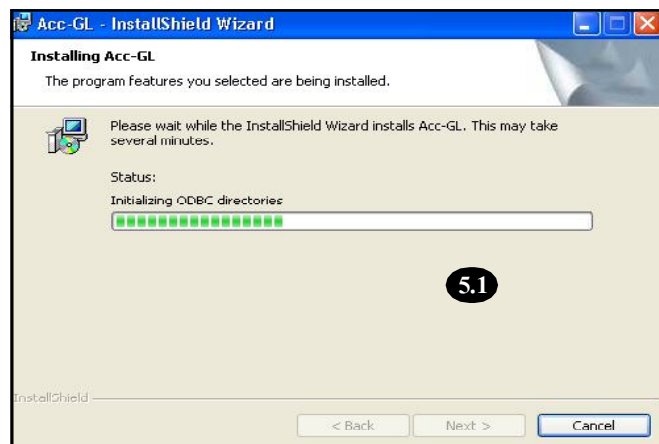 Acc-GL - InstallShield Wizard
Installing Acc-GL
The program features you selected are being installed.
Please wait while the InstallShield Wizard installs Acc-GL. This may take
several minutes.
Status:
Initializing ODBC directories
5.1
InstallShield
< Back Next > Cancel